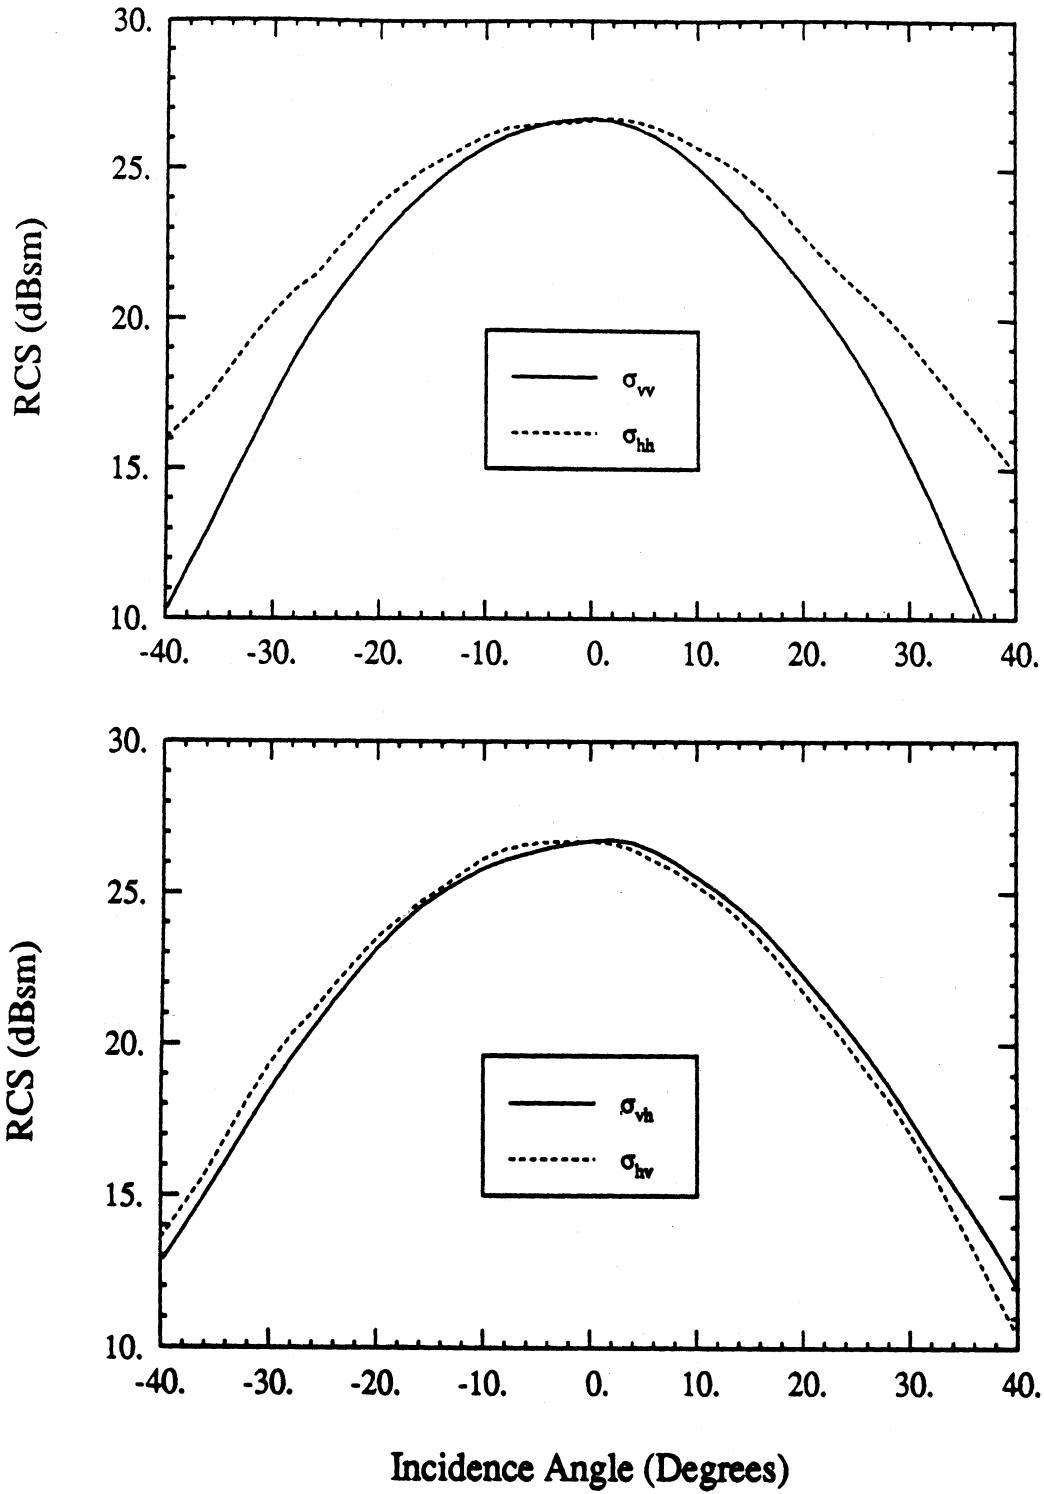 30.
25.
20.
15.
10.
RCS (dBsm)
σvv
σhh
-40. -30. -20. -10. 0. 10. 20. 30. 40.
30.
25.
20.
15.
10.
RCS (dBsm)
σvh
σhv
-40. -30. -20. -10. 0. 10. 20. 30. 40.
Incidence Angle (Degrees)